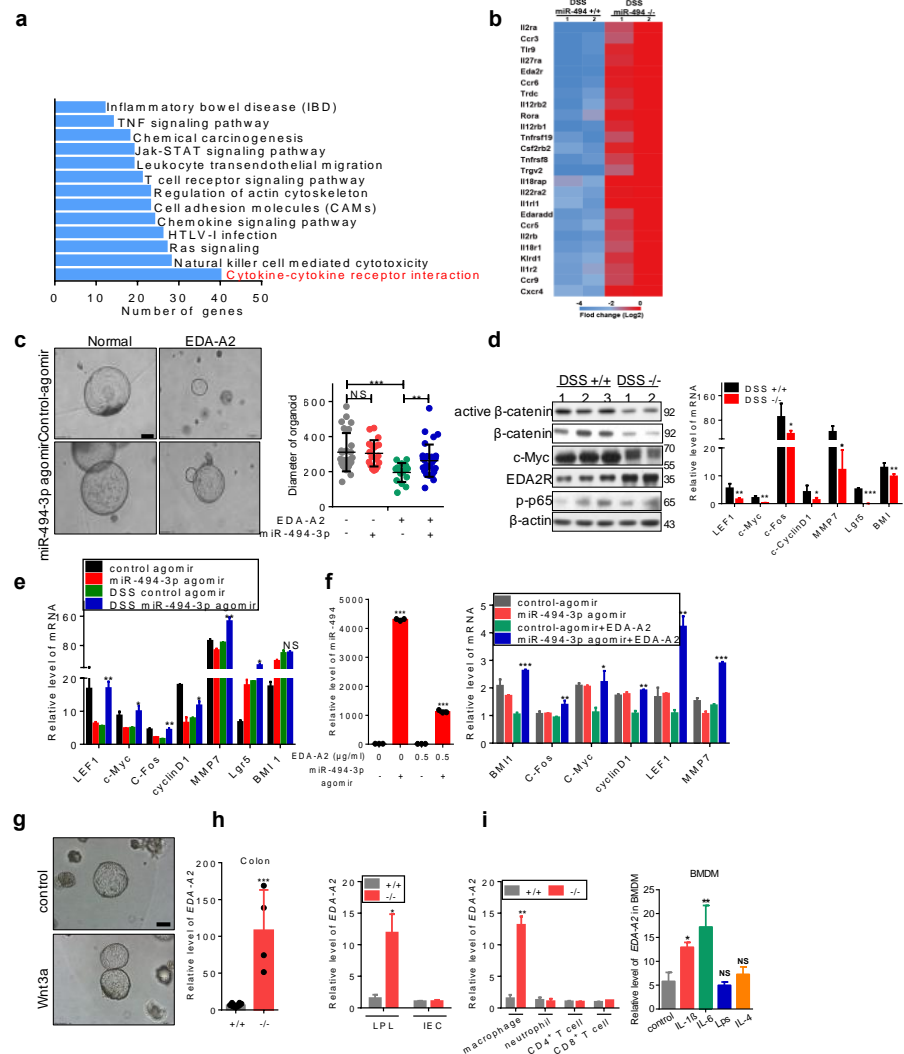 a
Inflammatory bowel disease (IBD)
TNF signaling pathway
Chemical carcinogenesis
Jak-STAT signaling pathway
Leukocyte transendothelial migration
T cell receptor signaling pathway
Regulation of actin cytoskeleton
Cell adhesion molecules (CAMs)
Chemokine signaling pathway
HTLV-I infection
Ras signaling
Natural killer cell mediated cytotoxicity
Cytokine-cytokine receptor interaction
0 10 20 30 40 50
Number of genes
b
DSS DSS
miR-494 +/+ miR-494 -/-
1 2 1 2
Il2ra
Ccr3
Tlr9
Il27ra
Eda2r
Ccr6
Trdc
Il12rb2
Rora
Il12rb1
Tnfrsf19
Csf2rb2
Tnfrsf8
Trgv2
Il18rap
Il22ra2
Il1rl1
Edaradd
Ccr5
Il2rb
Il18r1
Klrd1
Il1r2
Ccr9
Cxcr4
-4 -2 0
Flod change (Log2)
c
Normal EDA-A2
Control-agomir
miR-494-3p agomir
Diameter of organoid
600
400
200
0
*** NS **
EDA-A2 - - + +
miR-494-3p - + - +
d
DSS +/+ DSS -/-
1 2 3 1 2
active β-catenin 92
β-catenin 92
c-Myc 70
55
EDA2R 35
p-p65 65
β-actin 43
DSS +/+
DSS -/-
Relative level of mRNA
160
80
20
10
0
** ** * * * *** **
LEF1 c-Myc c-Fos c-CyclinD1 MMP7 Lgr5 BMI
e
control agomir
miR-494-3p agomir
DSS control agomir
DSS miR-494-3p agomir
Relative level of mRNA
160
80
20
10
0
** * ** * ** * NS
LEF1 c-Myc C-Fos cyclinD1 MMP7 Lgr5 BMI 1
f
Relative level of miR-494
5000
4000
3000
2000
1000
0
*** ***
EDA-A2 (μg/ml) 0 0 0.5 0.5
miR-494-3p agomir - + - +
control-agomir
miR-494-3p agomir
control-agomir+EDA-A2
miR-494-3p agomir+EDA-A2
Relative level of mRNA
5
4
3
2
1
0
*** ** * ** ** ***
BMI1 C-Fos C-Myc cyclinD1 LEF1 MMP7
g
control
Wnt3a
h
Colon
Relative level of EDA-A2
200
150
100
50
0
***
+/+ -/-
Relative level of EDA-A2
20
15
10
5
0
+/+
-/-
*
LPL IEC
i
Relative level of EDA-A2
20
15
10
5
0
+/+
-/-
**
macrophage neutrophil CD4+ T cell CD8+ T cell
BMDM
Relative level of EDA-A2 in BMDM
25
20
15
10
5
0
* ** NS NS
control IL-1ß IL-6 Lps IL-4